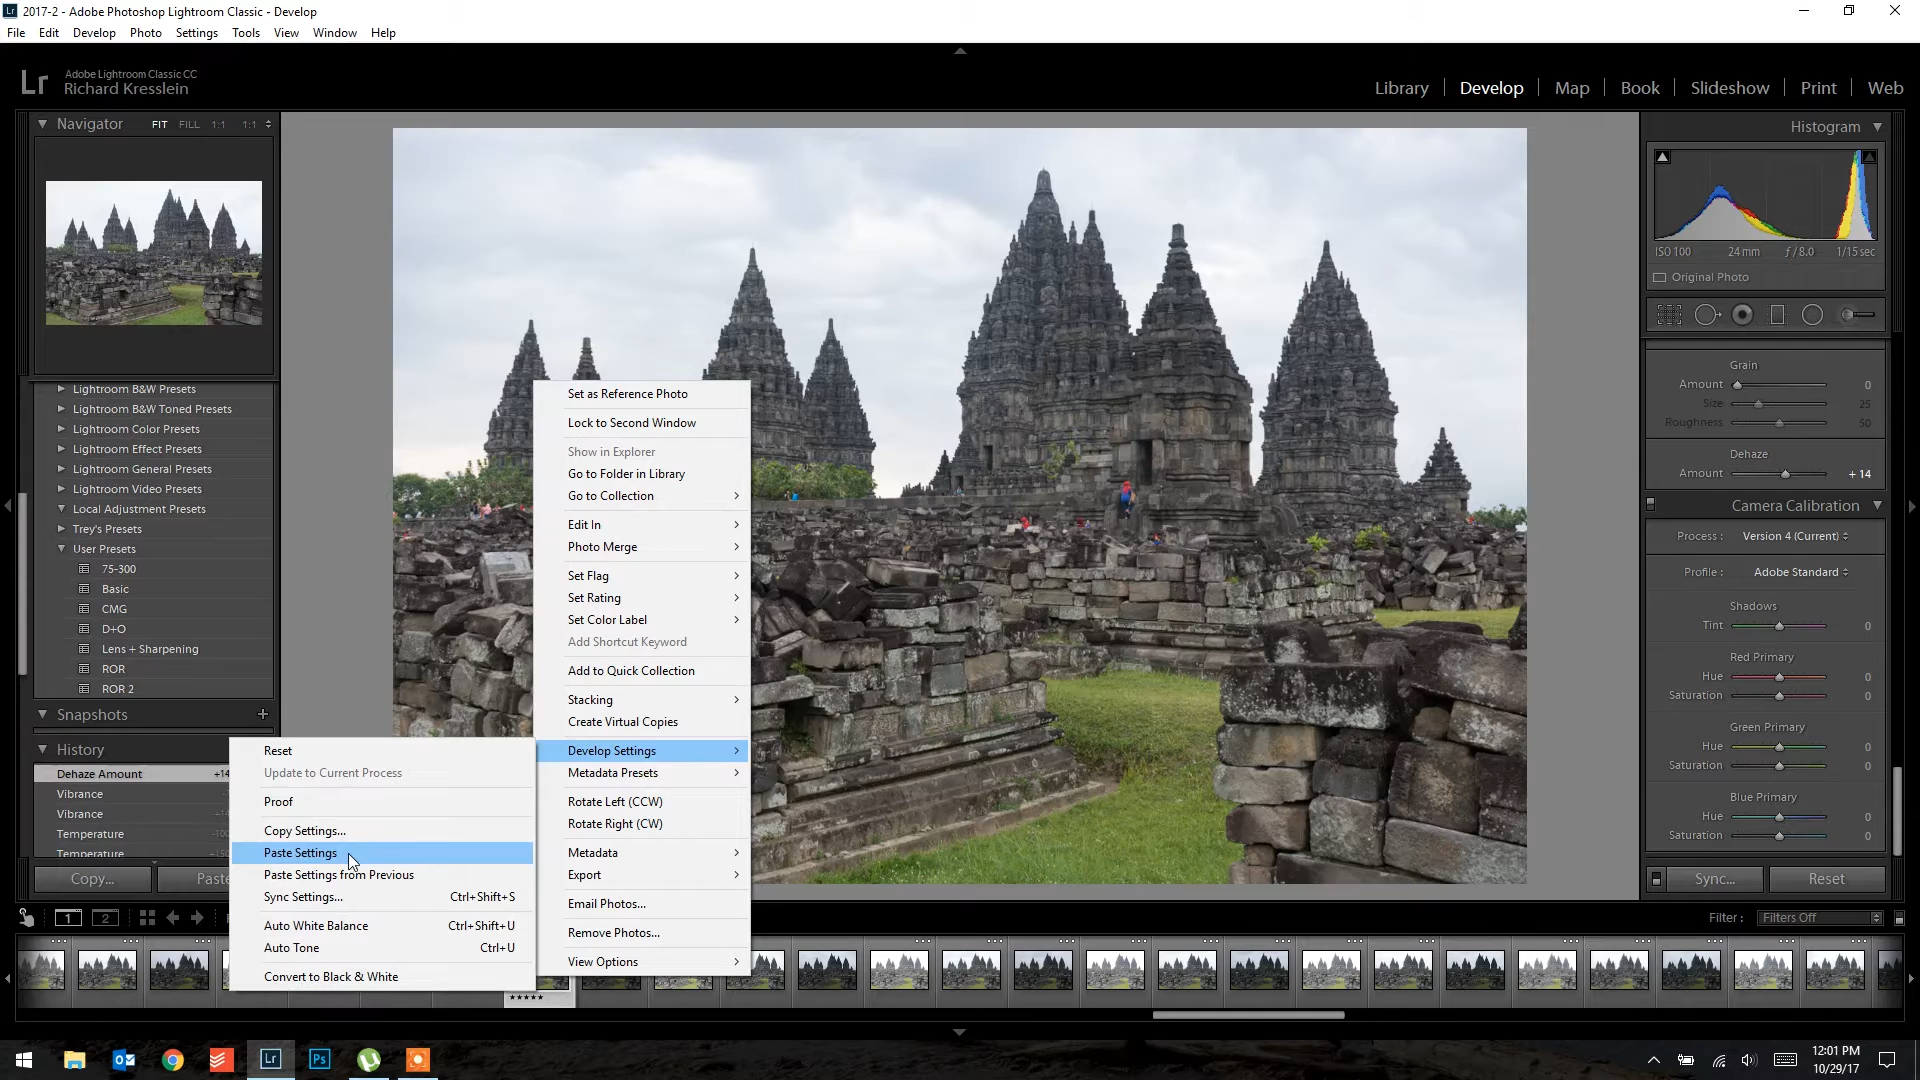 2017-2 - Adobe Photoshop Lightroom Classic - Develop
File Edit Develop Photo Settings Tools View Window Help
Lr
Adobe Lightroom Classic CC
Richard Kresslein
Library Develop Map Book Slideshow Print Web
Navigator FIT FILL 1:1 1:1
Lightroom B&W Presets
Lightroom B&W Toned Presets
Lightroom Color Presets
Lightroom Effect Presets
Lightroom General Presets
Lightroom Video Presets
Local Adjustment Presets
Trey's Presets
User Presets
75-300
Basic
CMG
D+O
Lens + Sharpening
ROR
ROR 2
Snapshots +
History
Dehaze Amount +14
Vibrance
Vibrance
Temperature
Temperature
Copy... Paste
Reset
Update to Current Process
Proof
Copy Settings...
Paste Settings
Paste Settings from Previous
Sync Settings... Ctrl+Shift+S
Auto White Balance Ctrl+Shift+U
Auto Tone Ctrl+U
Convert to Black & White
Set as Reference Photo
Lock to Second Window
Show in Explorer
Go to Folder in Library
Go to Collection
Edit In
Photo Merge
Set Flag
Set Rating
Set Color Label
Add Shortcut Keyword
Add to Quick Collection
Stacking
Create Virtual Copies
Develop Settings
Metadata Presets
Rotate Left (CCW)
Rotate Right (CW)
Metadata
Export
Email Photos...
Remove Photos...
View Options
Histogram
ISO 100 24 mm f / 8.0 1/15 sec
Original Photo
Grain
Amount 0
Size 25
Roughness 50
Dehaze
Amount + 14
Camera Calibration
Process : Version 4 (Current)
Profile : Adobe Standard
Shadows
Tint 0
Red Primary
Hue 0
Saturation 0
Green Primary
Hue 0
Saturation 0
Blue Primary
Hue 0
Saturation 0
Sync... Reset
1 2
Filter : Filters Off
★★★★★
Lr Ps
12:01 PM
10/29/17